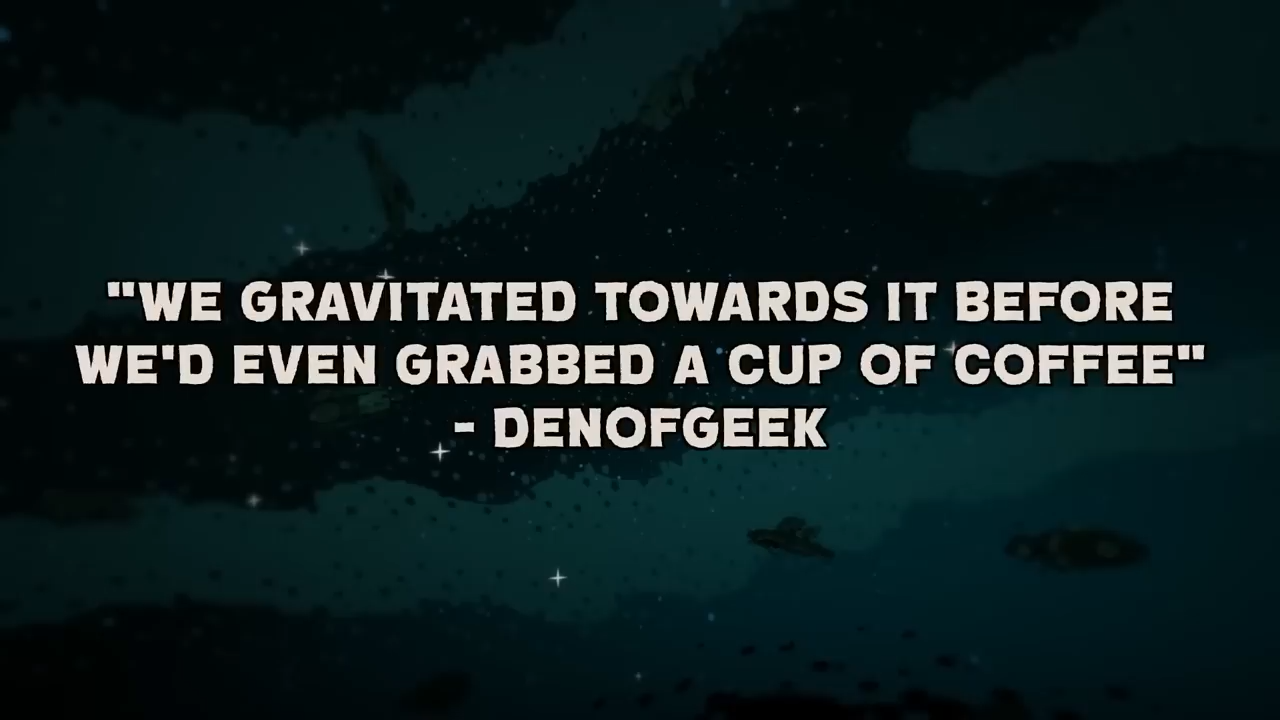 "WE GRAVITATED TOWARDS IT BEFORE
WE'D EVEN GRABBED A CUP OF COFFEE"
- DENOFGEEK